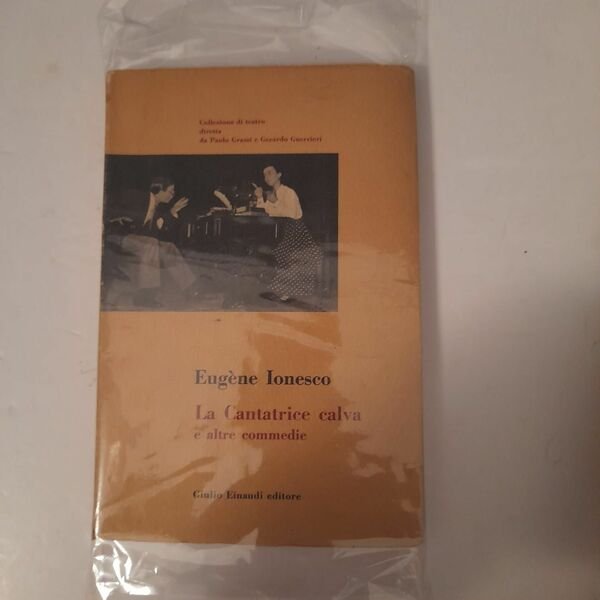 Collezione di teatro
diretta
da Paolo Grassi e Gerardo Guerrieri
Eugène Ionesco
La Cantatrice calva
e altre commedie
Giulio Einaudi editore